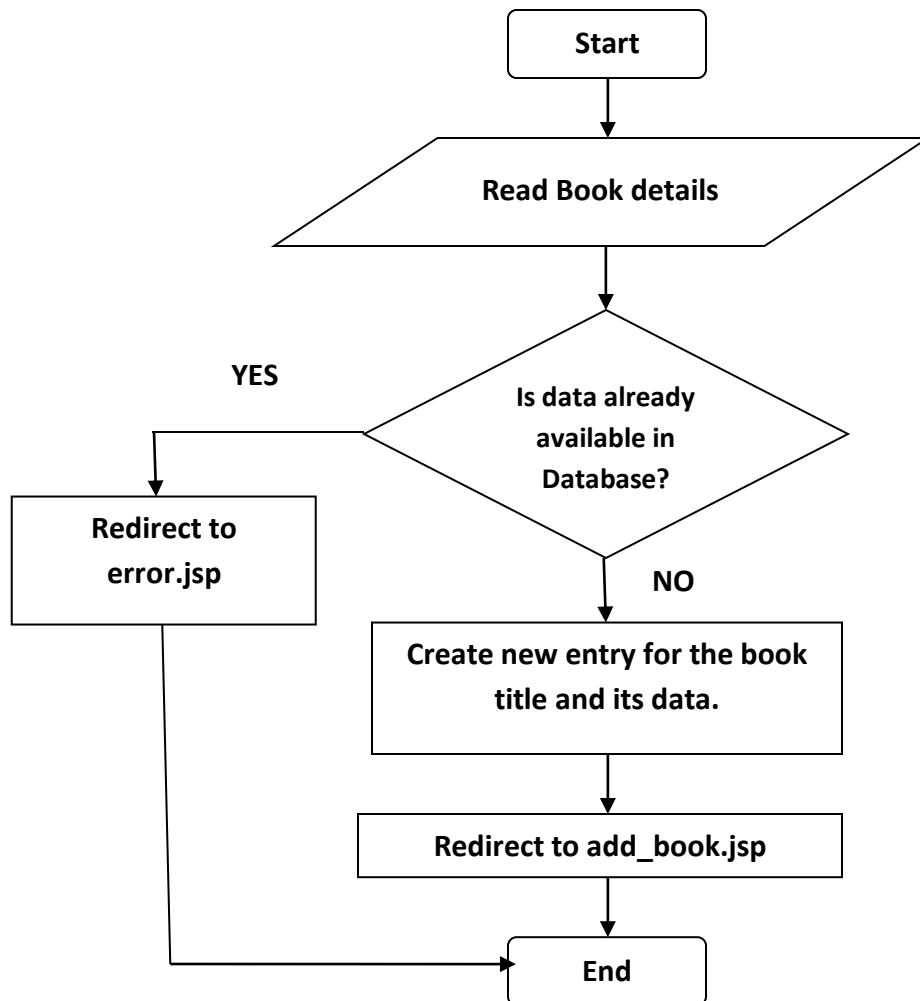 Start
Read Book details
YES
Is data already
available in
Database?
Redirect to
error.jsp
NO
Create new entry for the book
title and its data.
Redirect to add_book.jsp
End